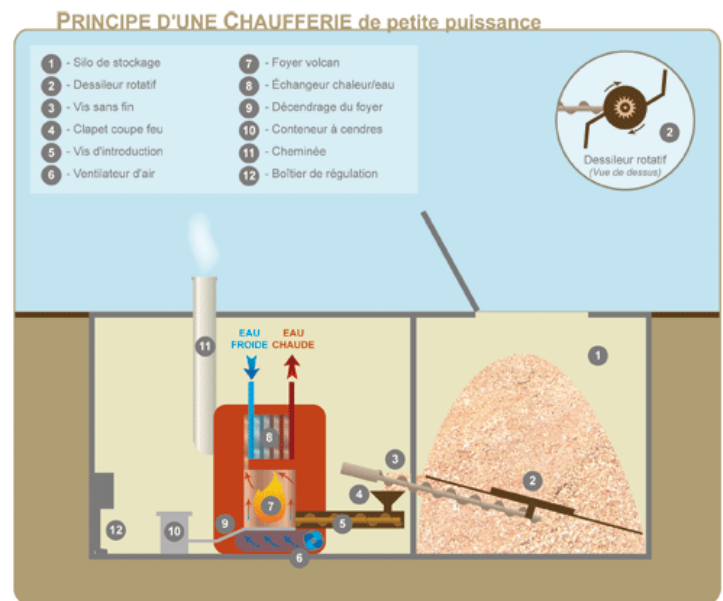 PRINCIPE D'UNE CHAUFFERIE de petite puissance
1 - Silo de stockage
2 - Dessileur rotatif
3 - Vis sans fin
4 - Clapet coupe feu
5 - Vis d'introduction
6 - Ventilateur d'air
7 - Foyer volcan
8 - Échangeur chaleur/eau
9 - Décendrage du foyer
10 - Conteneur à cendres
11 - Cheminée
12 - Boîtier de régulation
2
Dessileur rotatif
(Vue de dessus)
EAU FROIDE
EAU CHAUDE
11
1
8
3
2
4
7
5
9
10
12
6